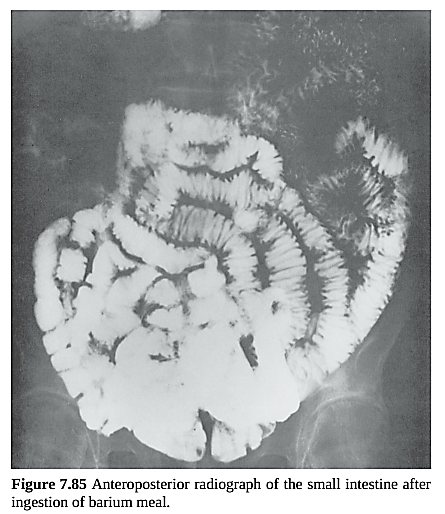 Figure 7.85 Anteroposterior radiograph of the small intestine after
ingestion of barium meal.